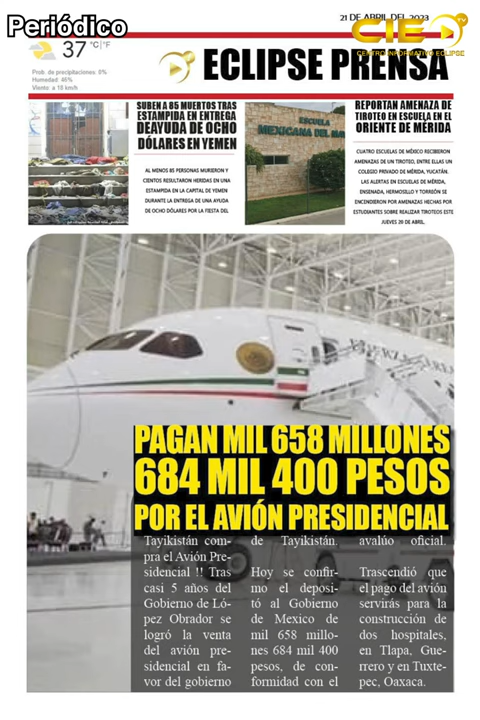 Periódico
21 DE ABRIL DEL 2023
CIE TV
CENTRO INFORMATIVO ECLIPSE
37 °C | °F
Prob. de precipitaciones: 8%
Humedad: 46%
Viento: a 18 km/h
ECLIPSE PRENSA
SUBEN A 85 MUERTOS TRAS
ESTAMPIDA EN ENTREGA
DEAYUDA DE OCHO
DÓLARES EN YEMEN
AL MENOS 85 PERSONAS MURIERON Y
CIENTOS RESULTARON HERIDAS EN UNA
ESTAMPIDA EN LA CAPITAL DE YEMEN
DURANTE LA ENTREGA DE UNA AYUDA
DE OCHO DÓLARES POR LA FIESTA DEL
ESCUELA
MEXICANA DEL
REPORTAN AMENAZA DE
TIROTEO EN ESCUELA EN EL
ORIENTE DE MÉRIDA
CUATRO ESCUELAS DE MÉXICO RECIBIERON
AMENAZAS DE UN TIROTEO, ENTRE ELLAS UN
COLEGIO PRIVADO DE MÉRIDA, YUCATÁN.
LAS ALERTAS EN ESCUELAS DE MÉRIDA,
ENSENADA, HERMOSILLO Y TORREÓN SE
ENCENDIERON POR AMENAZAS HECHAS POR
ESTUDIANTES SOBRE REALIZAR TIROTEOS ESTE
JUEVES 20 DE ABRIL.
FUERZA AÉREA
PAGAN MIL 658 MILLONES
684 MIL 400 PESOS
POR EL AVIÓN PRESIDENCIAL
Tayikistán com-
pra el Avión Pre-
sidencial !! Tras
casi 5 años del
Gobierno de Ló-
pez Obrador se
logró la venta
del avión pre-
sidencial en fa-
vor del gobierno
de Tayikistán.
Hoy se confir-
mo el deposi-
tó al Gobierno
de Mexico de
mil 658 millo-
nes 684 mil 400
pesos, de con-
formidad con el
avalúo oficial.
Trascendió que
el pago del avión
servirás para la
construcción de
dos hospitales,
en Tlapa, Gue-
rrero y en Tuxte-
pec, Oaxaca.